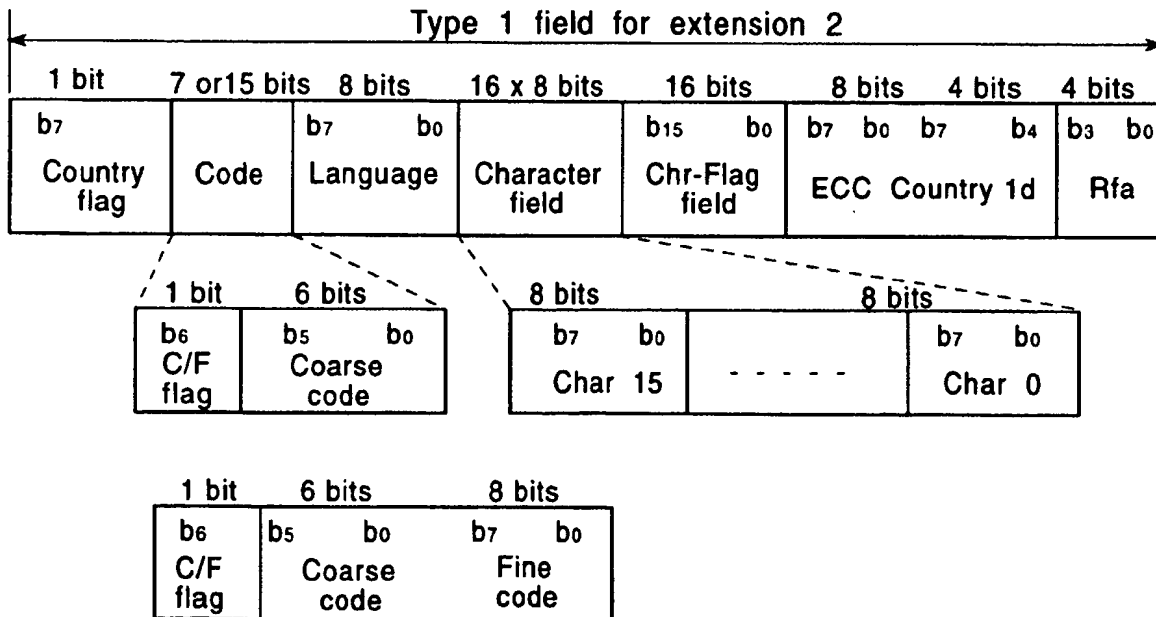 Type 1 field for extension 2
1 bit 7 or15 bits 8 bits 16 x 8 bits 16 bits 8 bits 4 bits 4 bits
b7 b7 b0 b15 b0 b7 b0 b7 b4 b3 b0
Country flag Code Language Character field Chr-Flag field ECC Country 1d Rfa
1 bit 6 bits 8 bits 8 bits
b6 b5 b0 b7 b0 b7 b0
C/F flag Coarse code Char 15 - - - - - Char 0
1 bit 6 bits 8 bits
b6 b5 b0 b7 b0
C/F flag Coarse code Fine code